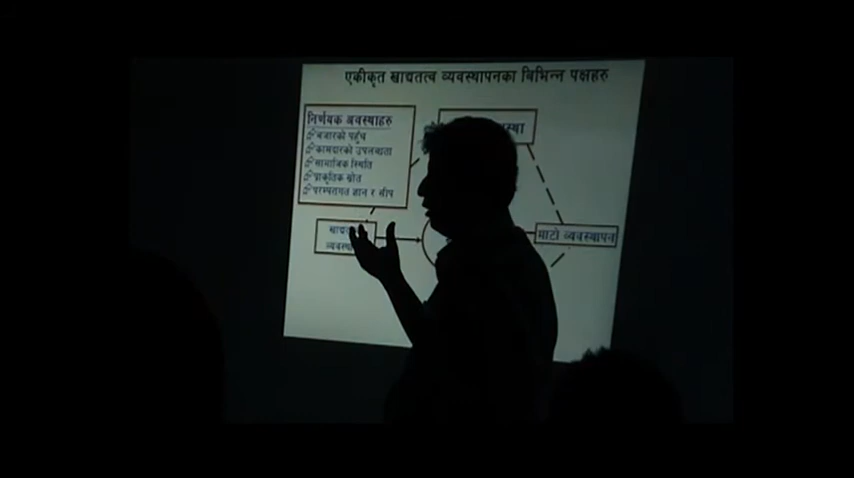 एकीकृत खाद्यतत्व व्यवस्थापनका बिभिन्न पक्षहरु
निर्णयक अवस्थाहरु
बजारको पहुँच
कामदारको उपलब्धता
सामाजिक स्थिति
प्राकृतिक स्रोत
परम्परागत ज्ञान र सीप
माटो व्यवस्थापन